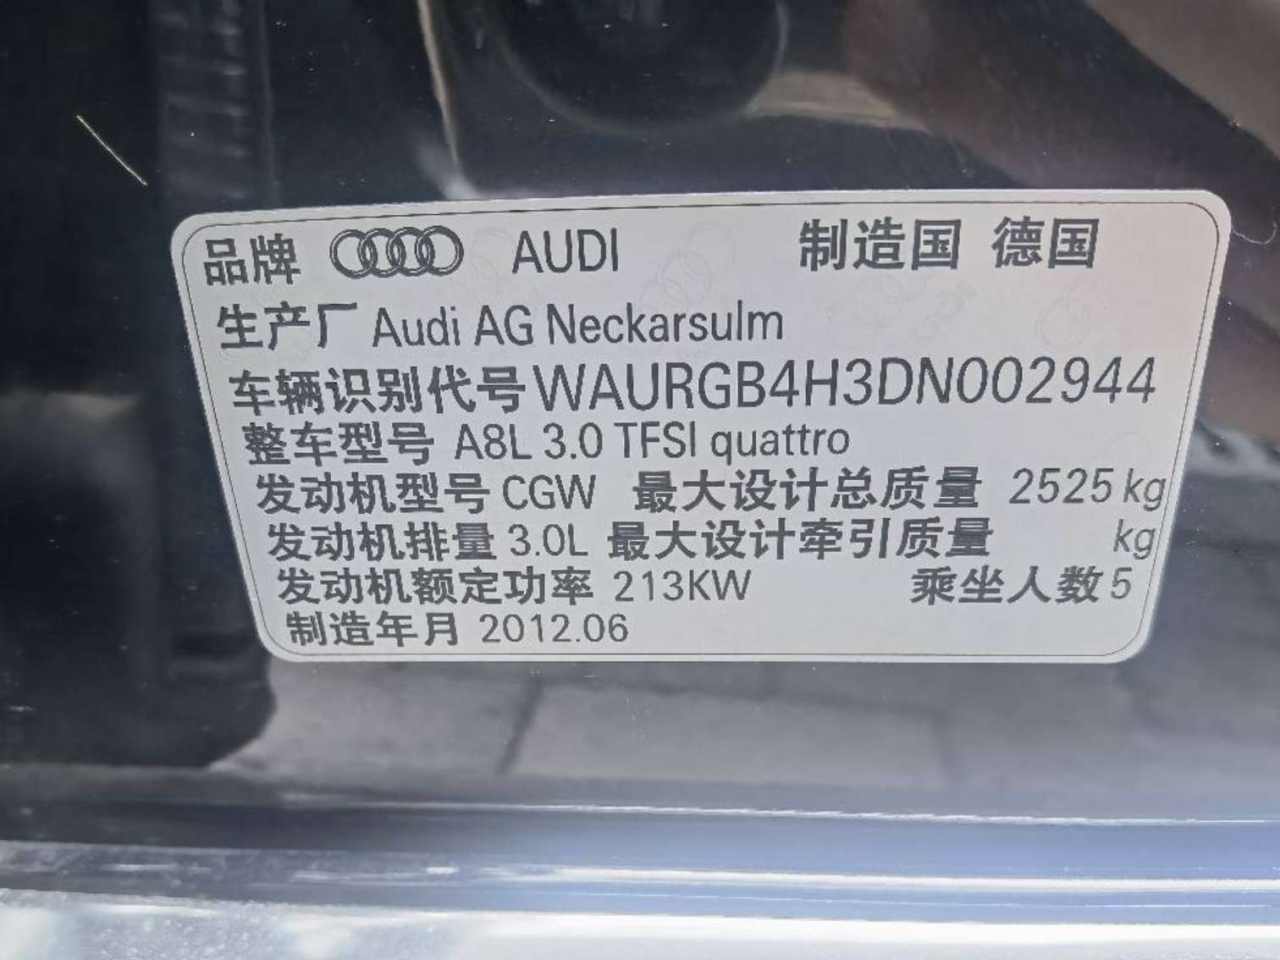 品牌 AUDI 制造国 德国
生产厂 Audi AG Neckarsulm
车辆识别代号 WAURGB4H3DN002944
整车型号 A8L 3.0 TFSI quattro
发动机型号 CGW 最大设计总质量 2525 kg
发动机排量 3.0L 最大设计牵引质量 kg
发动机额定功率 213KW 乘坐人数 5
制造年月 2012.06